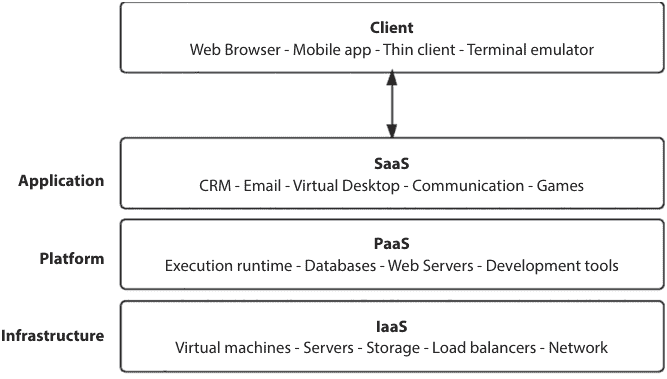 Client
Web Browser - Mobile app - Thin client - Terminal emulator
SaaS
Application
CRM - Email - Virtual Desktop - Communication - Games
PaaS
Platform
Execution runtime - Databases - Web Servers - Development tools
IaaS
Infrastructure
Virtual machines - Servers - Storage - Load balancers - Network